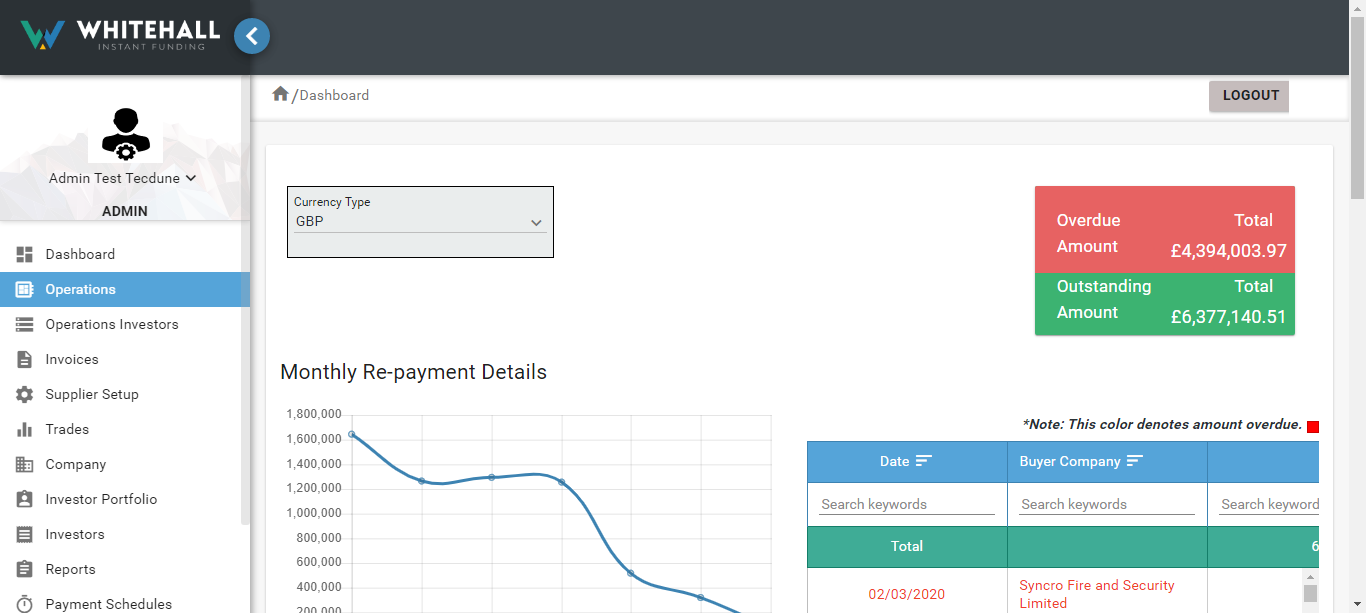 WHITEHALL
INSTANT FUNDING
/Dashboard
LOGOUT
Admin Test Tecdune
ADMIN
Dashboard
Operations
Operations Investors
Invoices
Supplier Setup
Trades
Company
Investor Portfolio
Investors
Reports
Payment Schedules
Currency Type
GBP
Overdue Total
Amount £4,394,003.97
Outstanding Total
Amount £6,377,140.51
Monthly Re-payment Details
1,800,000
1,600,000
1,400,000
1,200,000
1,000,000
800,000
600,000
400,000
200,000
*Note: This color denotes amount overdue.
Date Buyer Company
Search keywords Search keywords Search keyword
Total 6
02/03/2020 Syncro Fire and Security
Limited